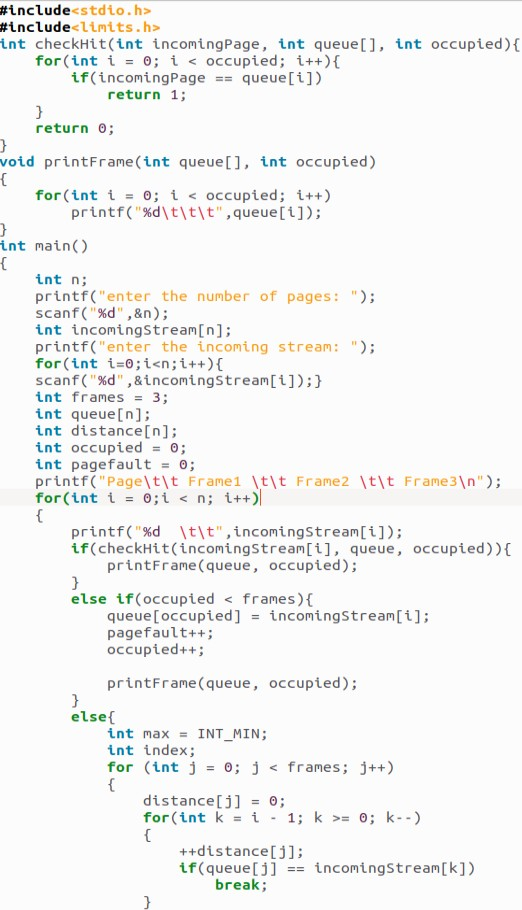 #include<stdio.h>
#include<limits.h>
int checkHit(int incomingPage, int queue[], int occupied){
    for(int i = 0; i < occupied; i++){
        if(incomingPage == queue[i])
            return 1;
    }
    return 0;
}
void printFrame(int queue[], int occupied)
{
    for(int i = 0; i < occupied; i++)
        printf("%d\t\t\t",queue[i]);
}
int main()
{
    int n;
    printf("enter the number of pages: ");
    scanf("%d",&n);
    int incomingStream[n];
    printf("enter the incoming stream: ");
    for(int i=0;i<n;i++){
    scanf("%d",&incomingStream[i]);}
    int frames = 3;
    int queue[n];
    int distance[n];
    int occupied = 0;
    int pagefault = 0;
    printf("Page\t\t Frame1 \t\t Frame2 \t\t Frame3\n");
    for(int i = 0;i < n; i++)
    {
        printf("%d  \t\t",incomingStream[i]);
        if(checkHit(incomingStream[i], queue, occupied)){
            printFrame(queue, occupied);
        }
        else if(occupied < frames){
            queue[occupied] = incomingStream[i];
            pagefault++;
            occupied++;

            printFrame(queue, occupied);
        }
        else{
            int max = INT_MIN;
            int index;
            for (int j = 0; j < frames; j++)
            {
                distance[j] = 0;
                for(int k = i - 1; k >= 0; k--)
                {
                    ++distance[j];
                    if(queue[j] == incomingStream[k])
                        break;
                }